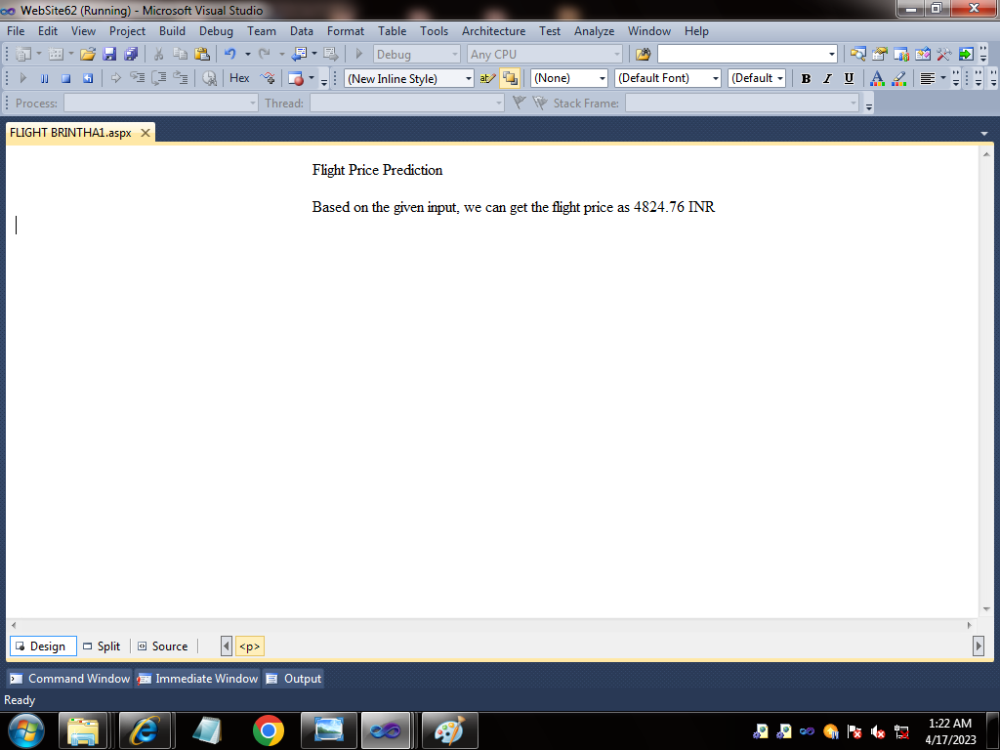 WebSite62 (Running) - Microsoft Visual Studio
File Edit View Project Build Debug Team Data Format Table Tools Architecture Test Analyze Window Help
Debug Any CPU
Hex (New Inline Style) ab (None) (Default Font) (Default B I U A
Process: Thread: Stack Frame:
FLIGHT BRINTHA1.aspx
Flight Price Prediction
Based on the given input, we can get the flight price as 4824.76 INR
Design Split Source <p>
Command Window Immediate Window Output
Ready
1:22 AM
4/17/2023